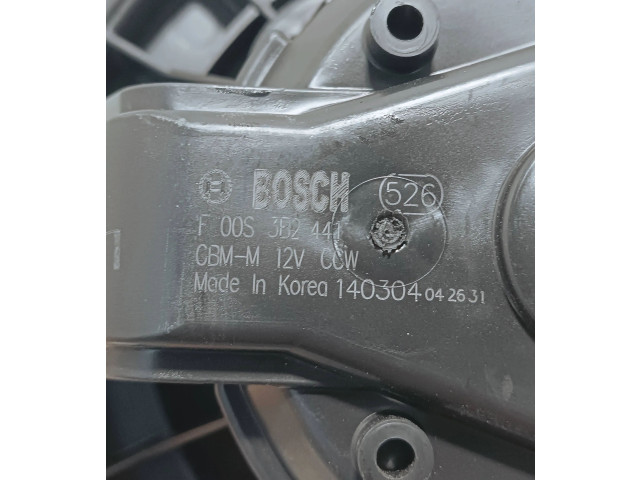 BOSCH 526
F 00S 3B2 441
CBM-M 12V CCW
Made In Korea 140304 04 26 31